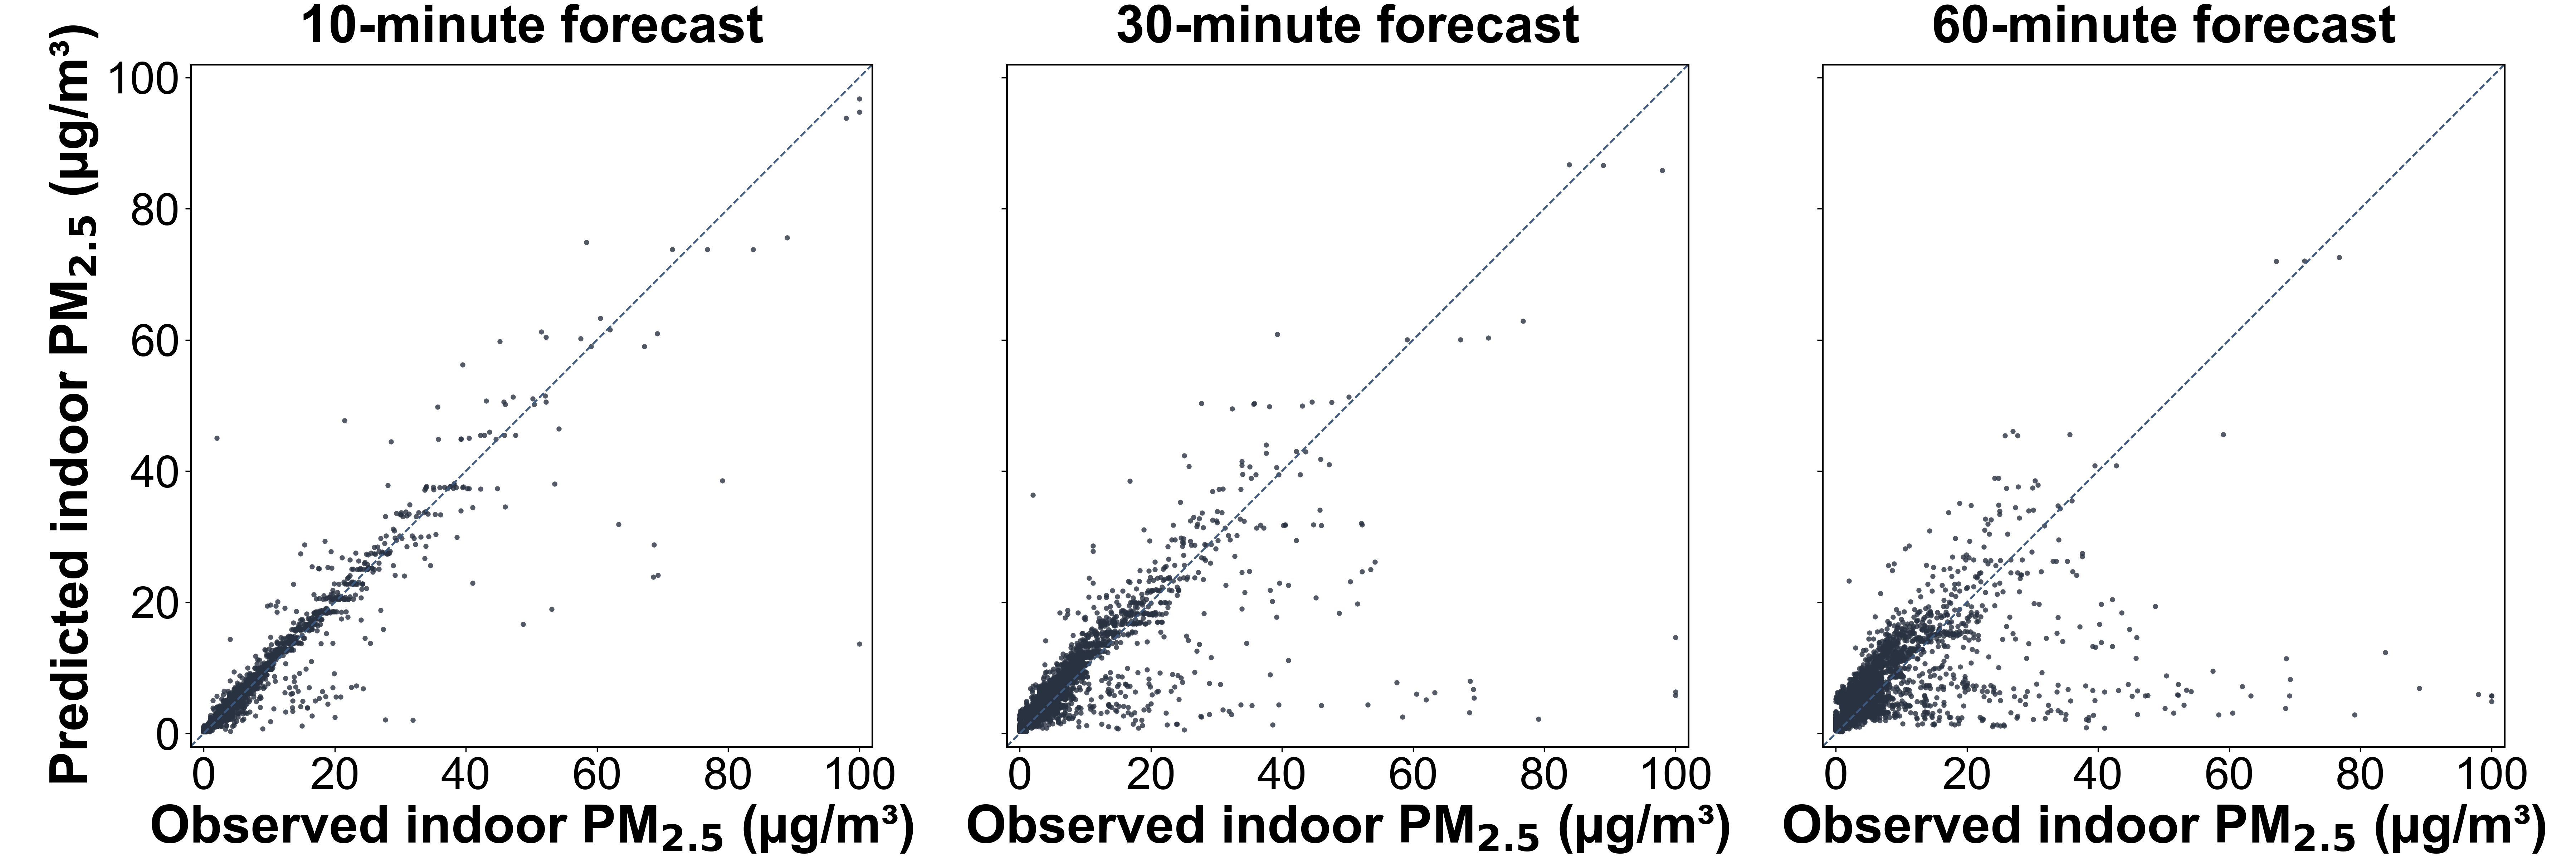 10-minute forecast
30-minute forecast
60-minute forecast
Predicted indoor PM2.5 (µg/m³)
100
80
60
40
20
0
0 20 40 60 80 100
0 20 40 60 80 100
0 20 40 60 80 100
Observed indoor PM2.5 (µg/m³)
Observed indoor PM2.5 (µg/m³)
Observed indoor PM2.5 (µg/m³)